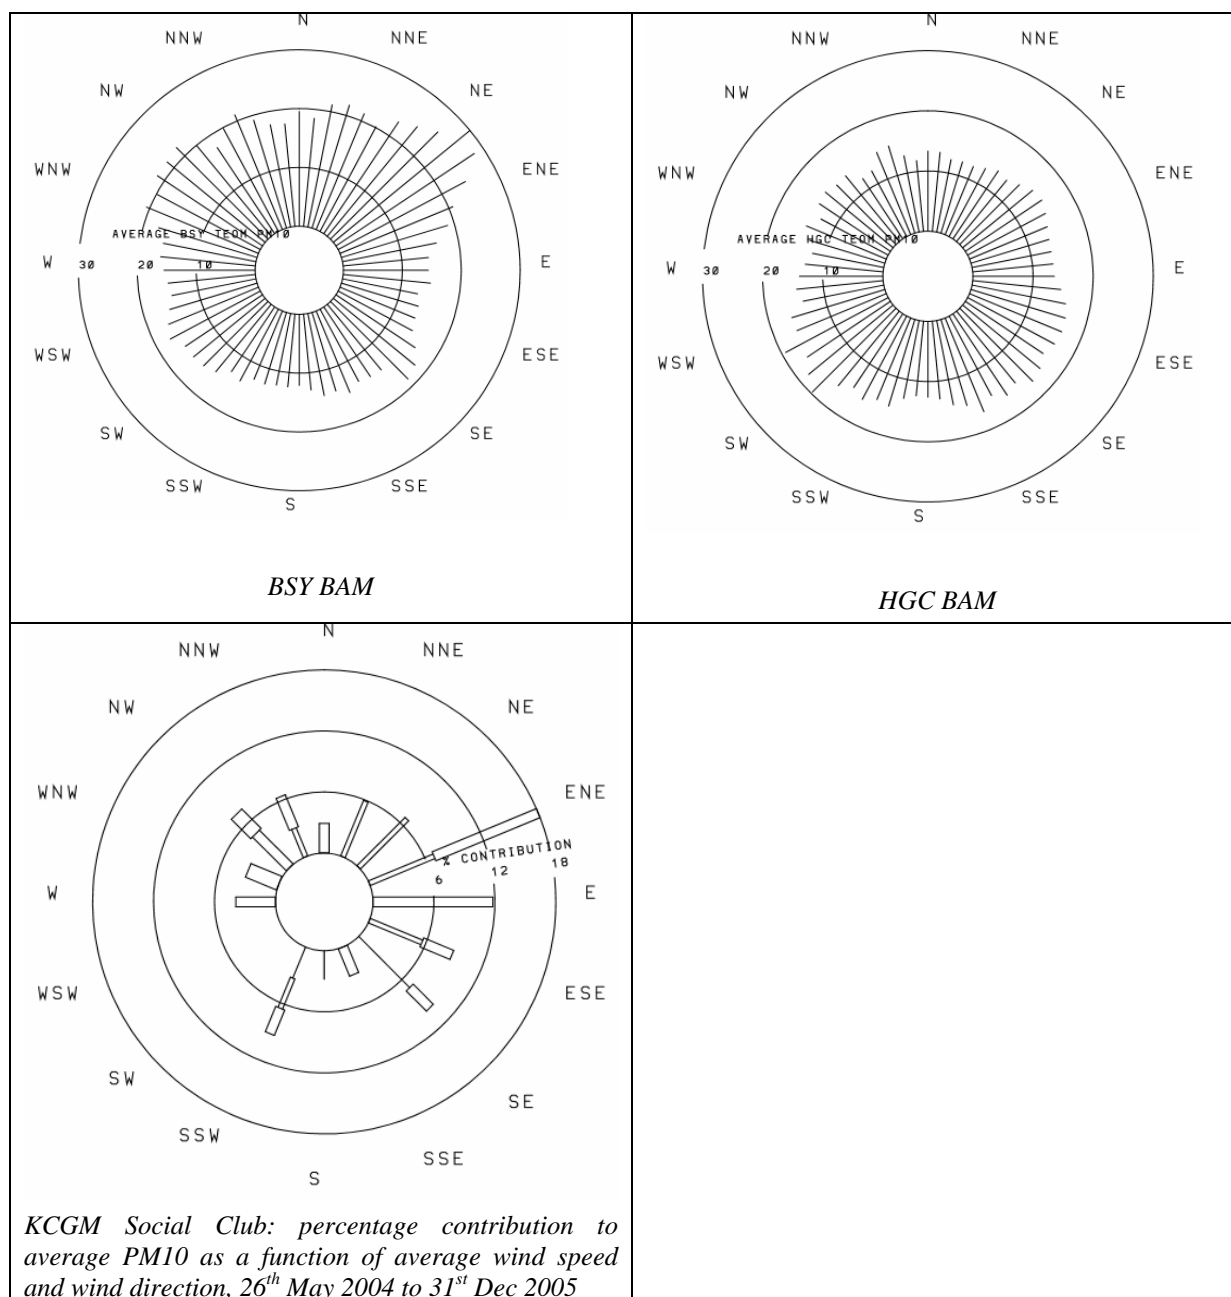 N
NNW NNE
NW NE
WNW ENE
AVERAGE BSY TEOM PM10
W 30 20 10 E
WSW ESE
SW SE
SSW SSE
S
BSY BAM
N
NNW NNE
NW NE
WNW ENE
AVERAGE HGC TEOM PM10
W 30 20 10 E
WSW ESE
SW SE
SSW SSE
S
HGC BAM
N
NNW NNE
NW NE
WNW ENE
% CONTRIBUTION
6 12 18
W E
WSW ESE
SW SE
SSW SSE
S
KCGM Social Club: percentage contribution to
average PM10 as a function of average wind speed
and wind direction, 26th May 2004 to 31st Dec 2005